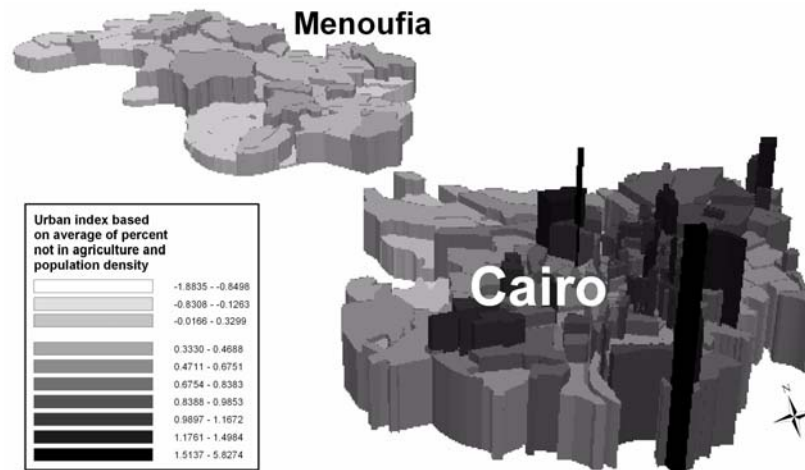 Menoufia
Cairo
Urban index based
on average of percent
not in agriculture and
population density
-1.8835 - -0.8498
-0.8308 - -0.1263
-0.0166 - 0.3299
0.3330 - 0.4688
0.4711 - 0.6751
0.6754 - 0.8383
0.8388 - 0.9853
0.9897 - 1.1672
1.1761 - 1.4984
1.5137 - 5.8274